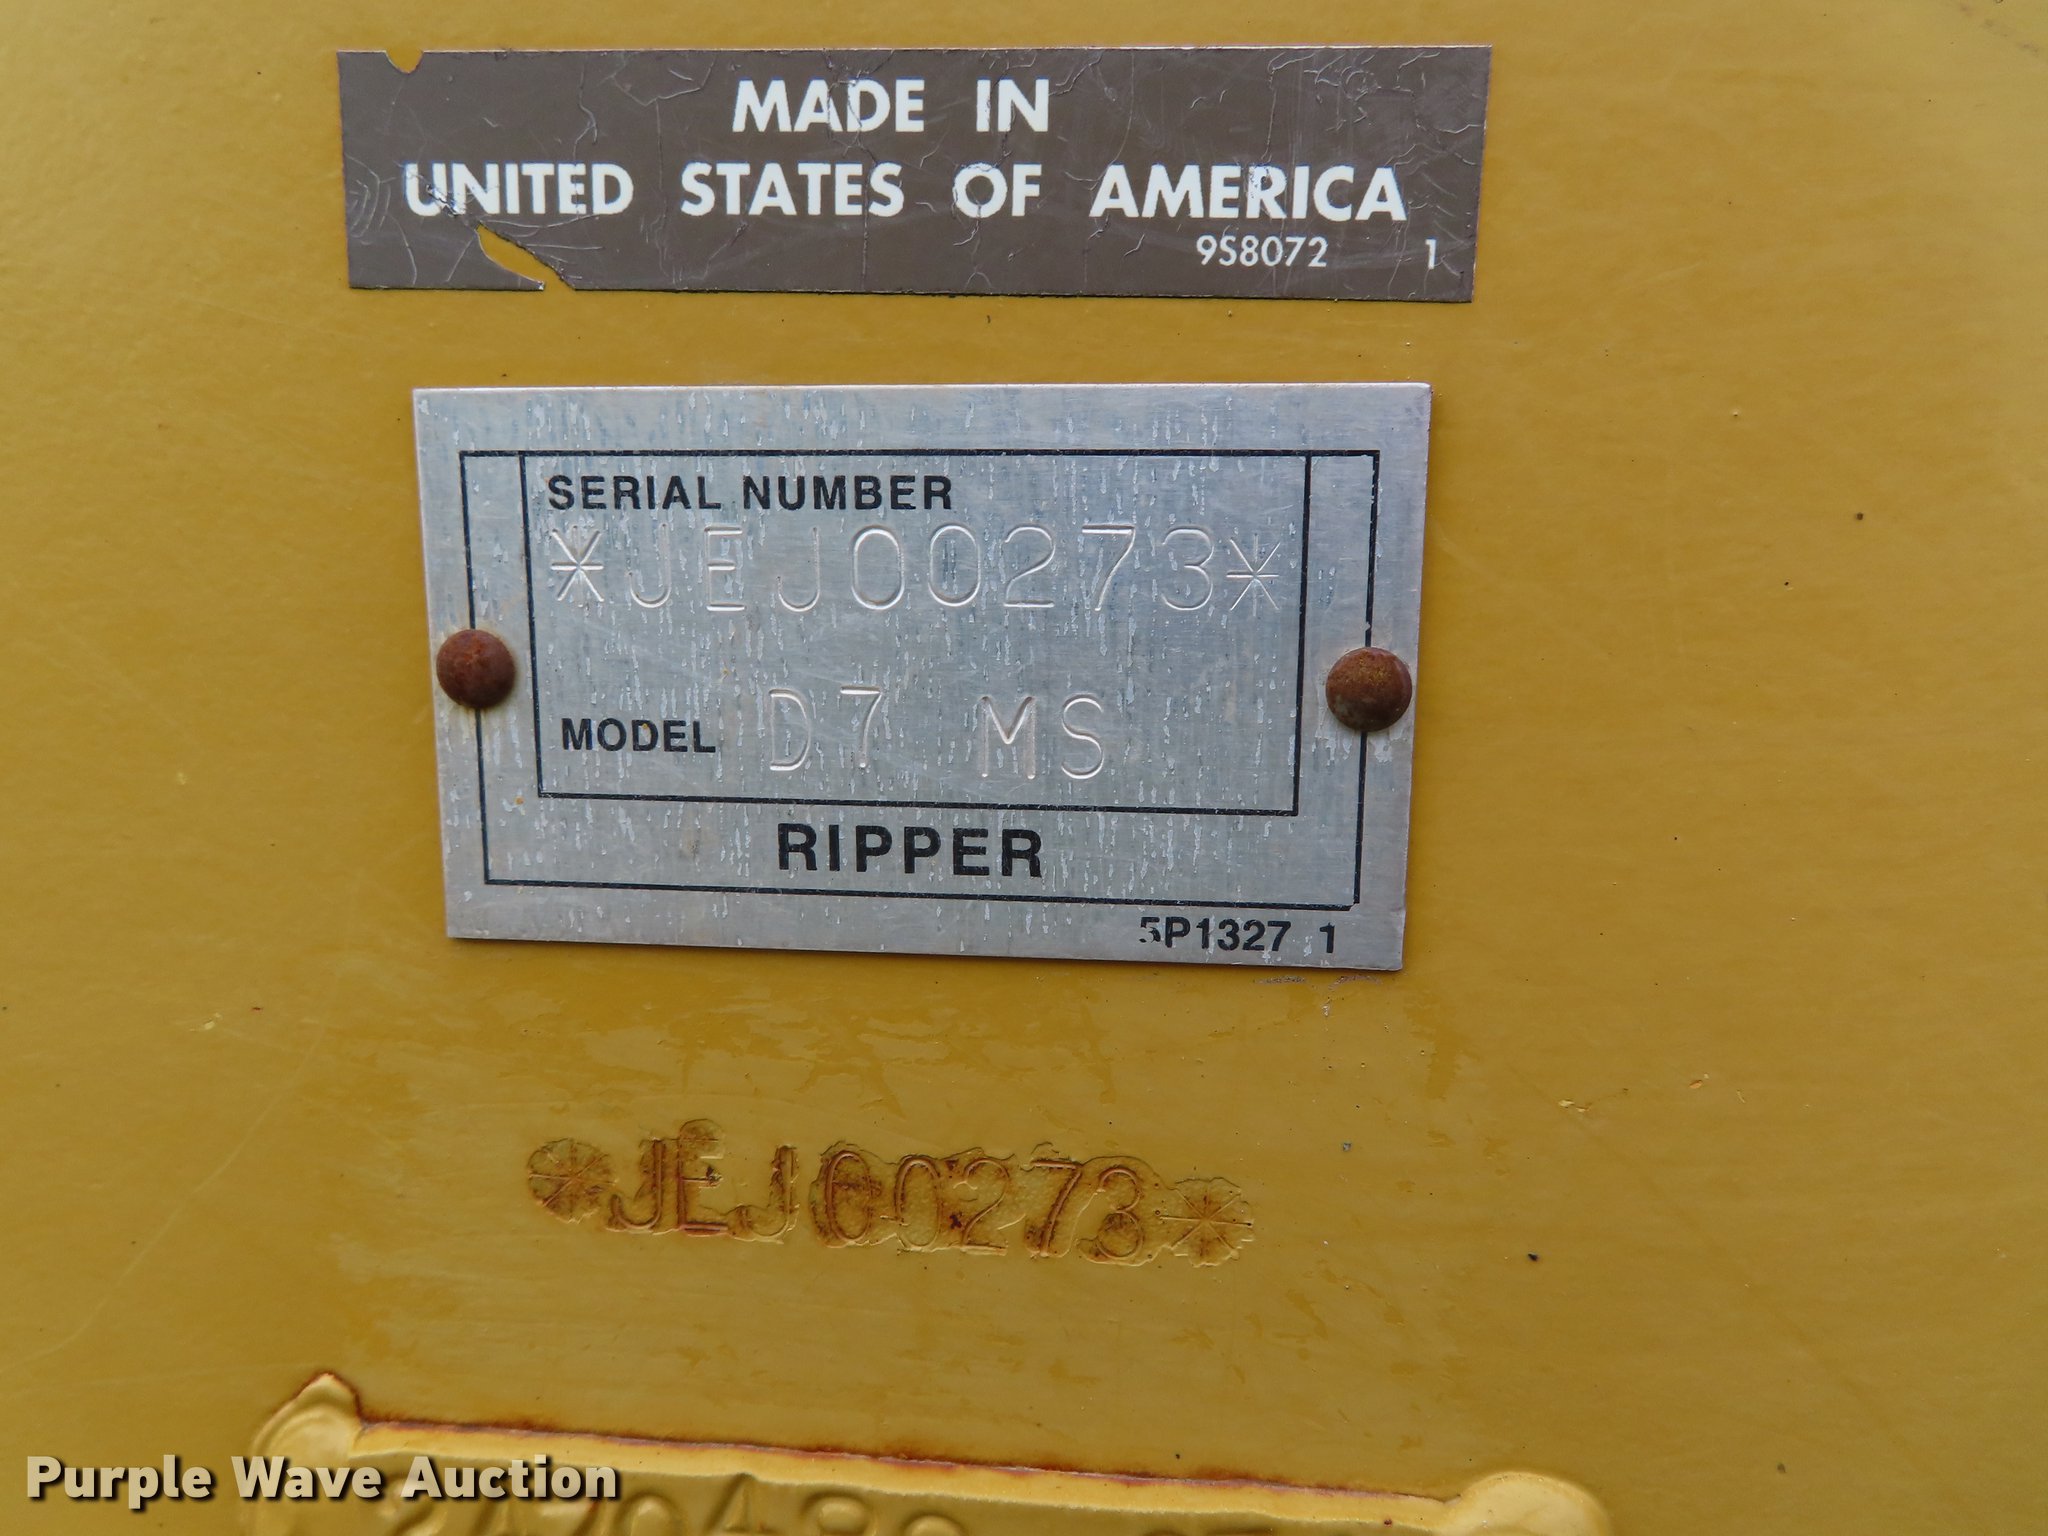 MADE IN
UNITED STATES OF AMERICA
9S8072 1
SERIAL NUMBER
*JEJ00273*
MODEL D7 MS
RIPPER
5P1327 1
*JEJ00273*
Purple Wave Auction